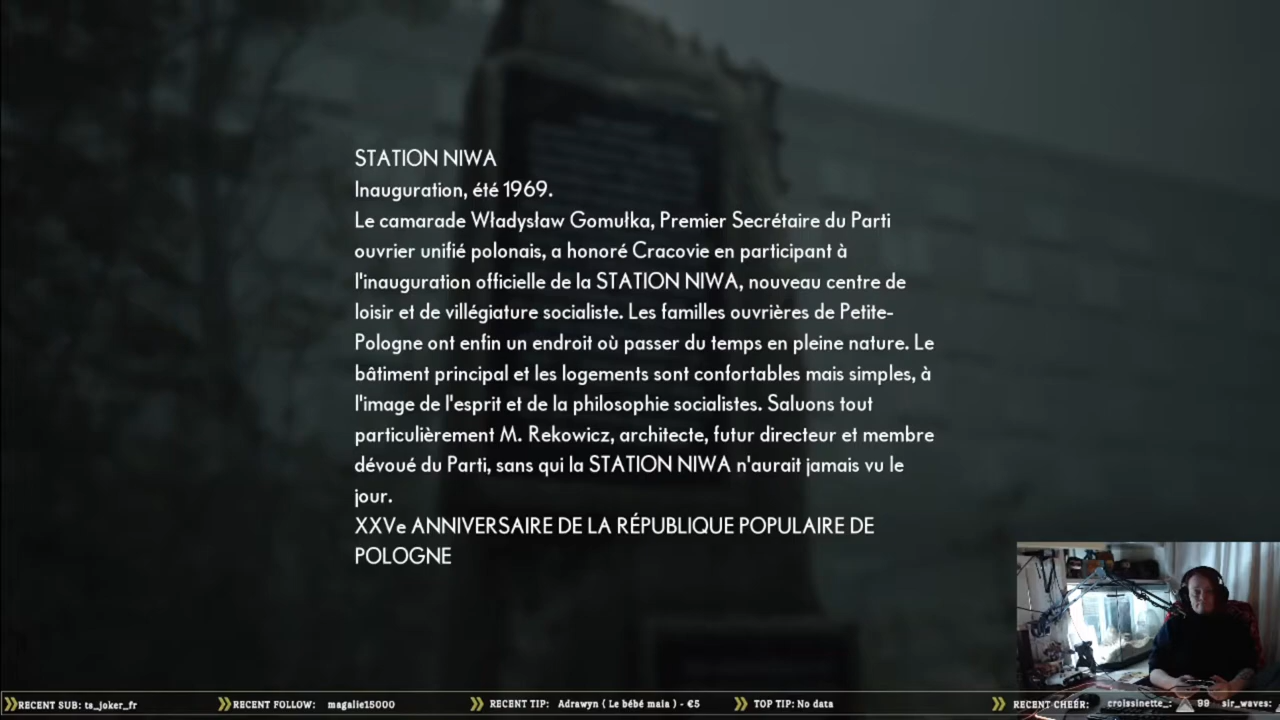 STATION NIWA
Inauguration, été 1969.
Le camarade Władysław Gomułka, Premier Secrétaire du Parti
ouvrier unifié polonais, a honoré Cracovie en participant à
l'inauguration officielle de la STATION NIWA, nouveau centre de
loisir et de villégiature socialiste. Les familles ouvrières de Petite-
Pologne ont enfin un endroit où passer du temps en pleine nature. Le
bâtiment principal et les logements sont confortables mais simples, à
l'image de l'esprit et de la philosophie socialistes. Saluons tout
particulièrement M. Rekowicz, architecte, futur directeur et membre
dévoué du Parti, sans qui la STATION NIWA n'aurait jamais vu le
jour.
XXVe ANNIVERSAIRE DE LA RÉPUBLIQUE POPULAIRE DE
POLOGNE
RECENT SUB: ts_joker_fr RECENT FOLLOW: magalie15000 RECENT TIP: Adrawyn ( Le bébé maia ) - €5 TOP TIP: No data RECENT CHEER: croissinette_: 99 sir_waves: